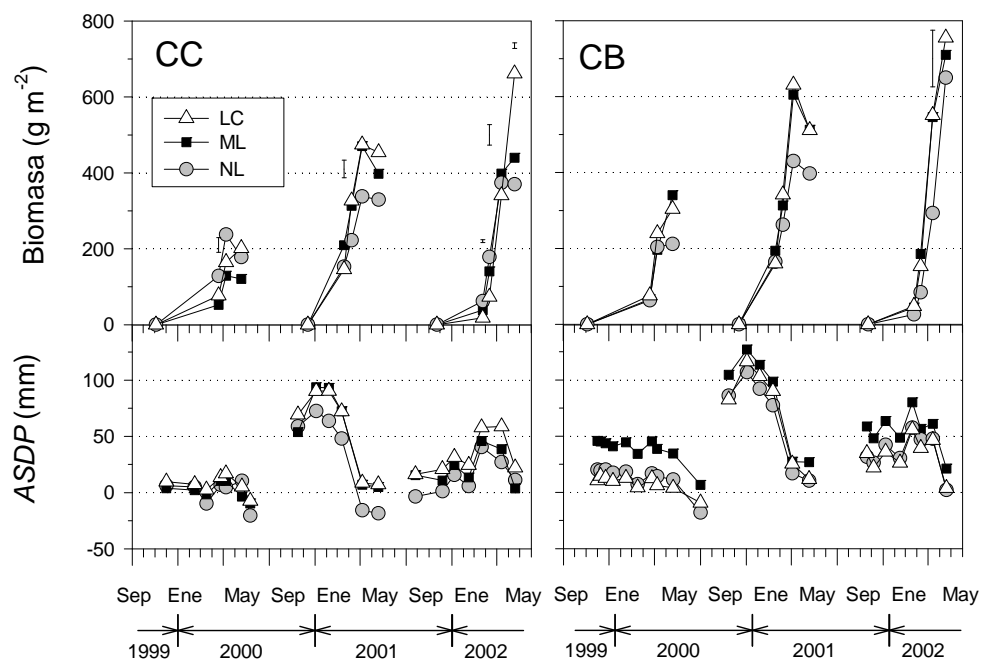 CC
CB
LC
ML
NL
Biomasa (g m⁻²)
800
600
400
200
0
ASDP (mm)
100
50
0
-50
Sep Ene May Sep Ene May Sep Ene May
Sep Ene May Sep Ene May Sep Ene May
1999 2000 2001 2002
1999 2000 2001 2002